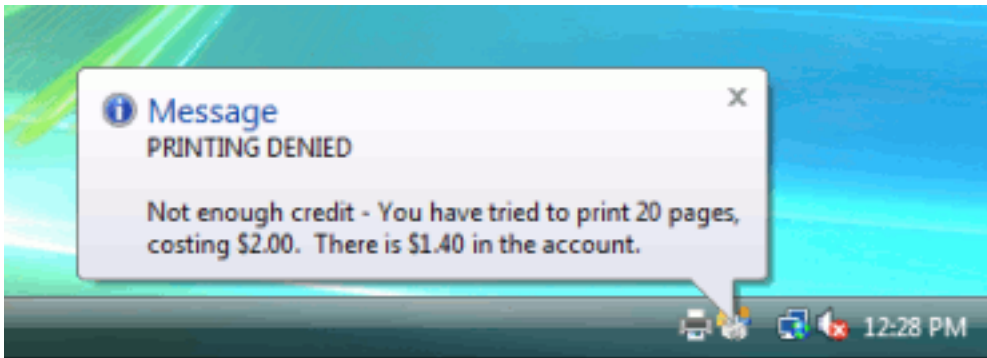 Message
PRINTING DENIED
Not enough credit - You have tried to print 20 pages,
costing $2.00.  There is $1.40 in the account.
12:28 PM